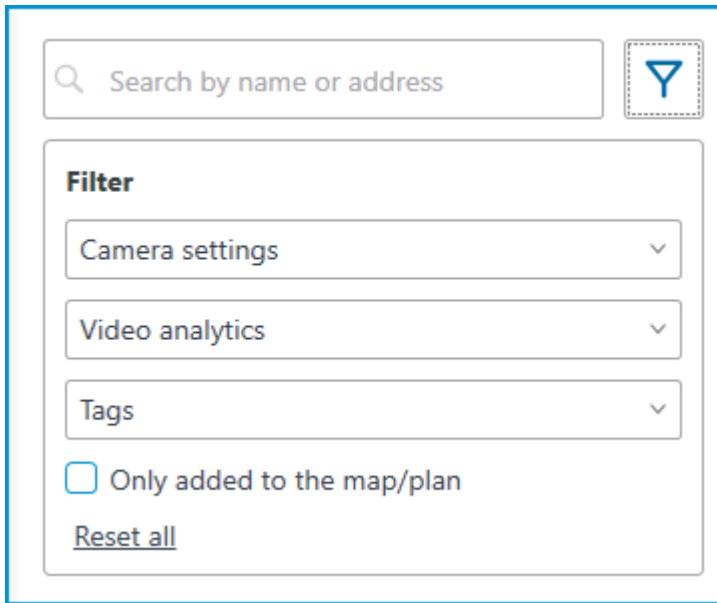 Search by name or address
Filter
Camera settings
Video analytics
Tags
Only added to the map/plan
Reset all